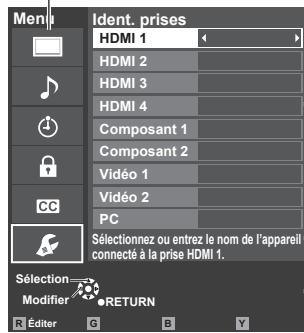 Menu
Ident. prises
HDMI 1
HDMI 2
HDMI 3
HDMI 4
Composant 1
Composant 2
Vidéo 1
Vidéo 2
PC
CC
Sélectionnez ou entrez le nom de l'appareil
connecté à la prise HDMI 1.
Sélection
Modifier
RETURN
R Éditer G B Y